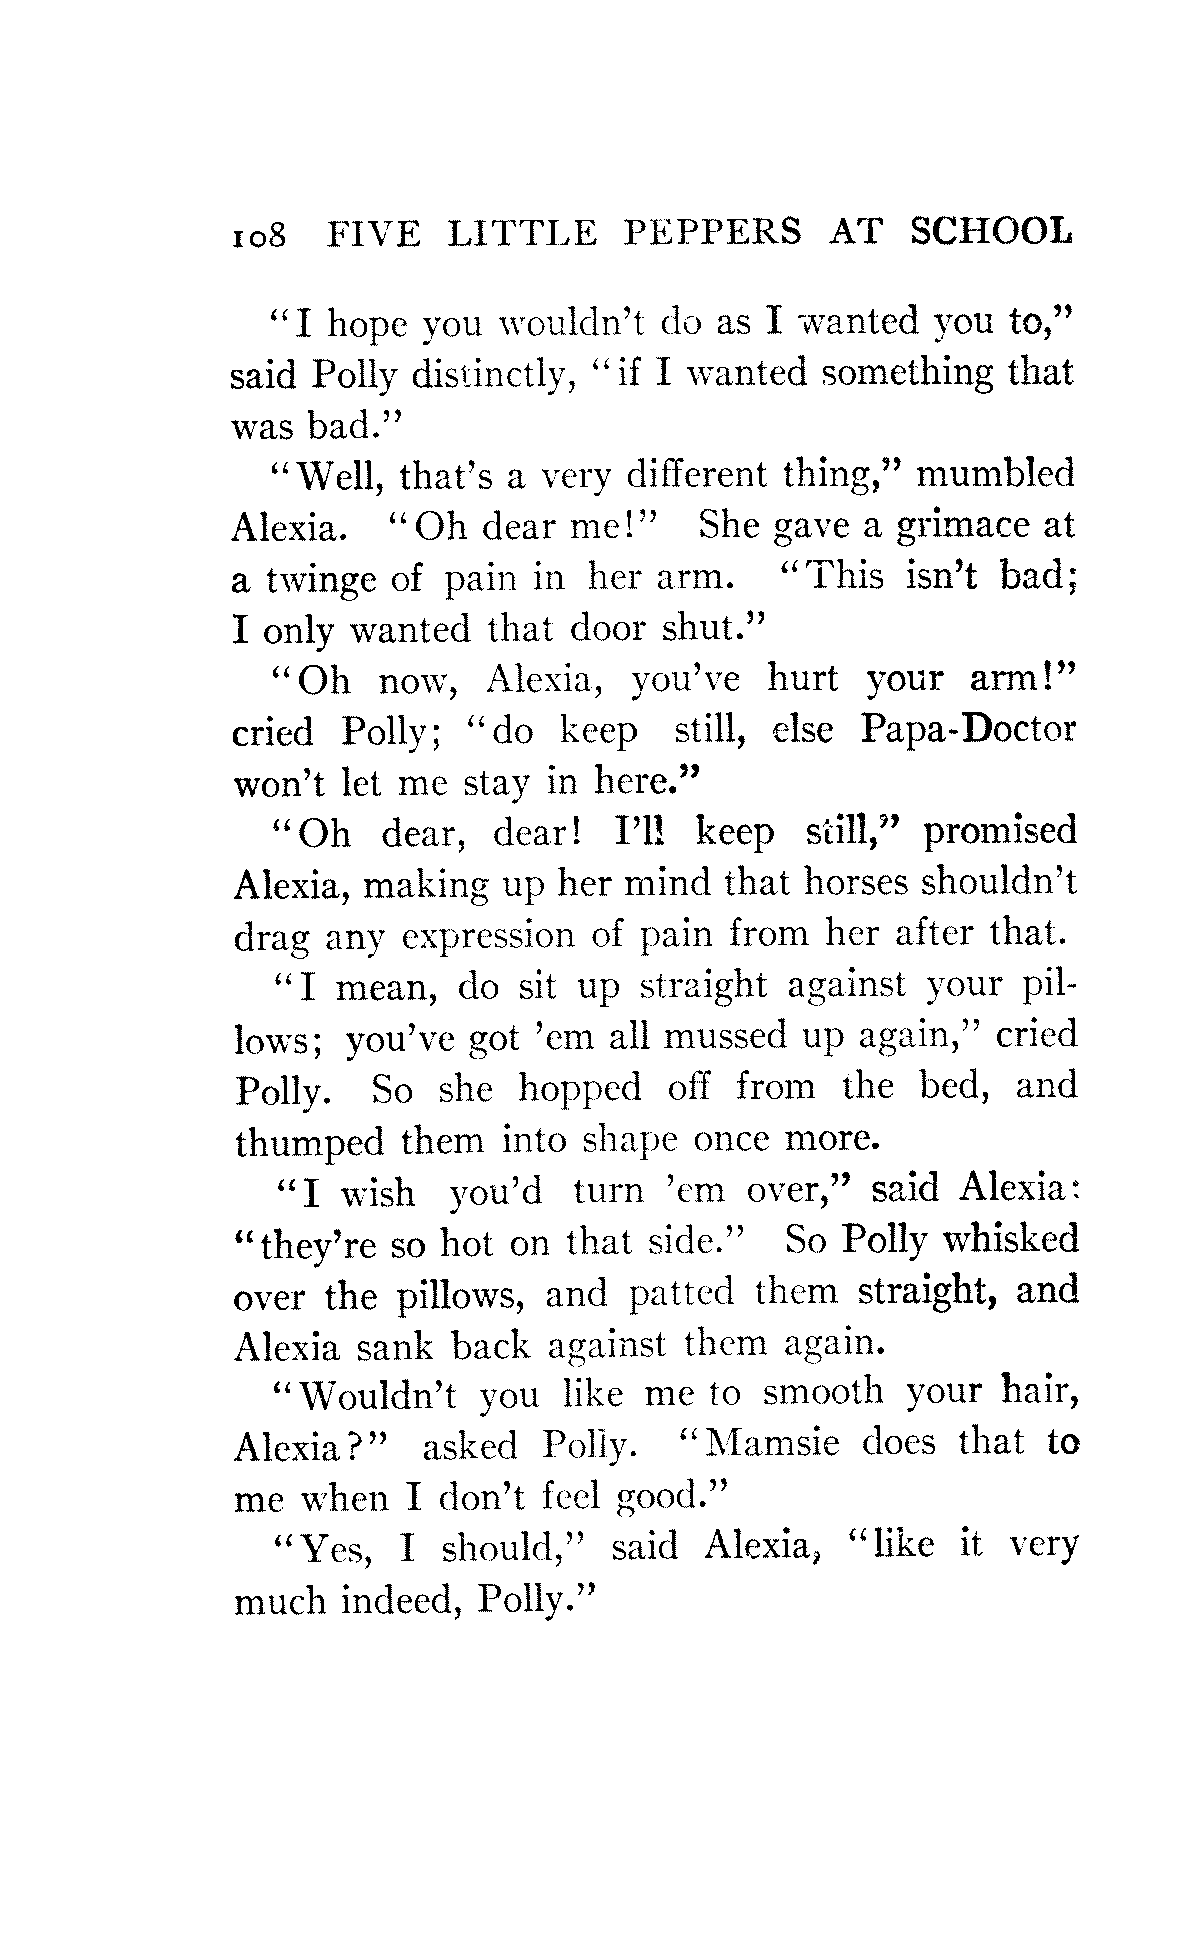 108 FIVE LITTLE PEPPERS AT SCHOOL
“I hope you wouldn’t do as I wanted you to,”
said Polly distinctly, “if I wanted something that
was bad.”
“Well, that’s a very different thing,” mumbled
Alexia. “Oh dear me!” She gave a grimace at
a twinge of pain in her arm. “This isn’t bad;
I only wanted that door shut.”
“Oh now, Alexia, you’ve hurt your arm!”
cried Polly; “do keep still, else Papa-Doctor
won’t let me stay in here.”
“Oh dear, dear! I’ll keep still,” promised
Alexia, making up her mind that horses shouldn’t
drag any expression of pain from her after that.
“I mean, do sit up straight against your pil-
lows; you’ve got ’em all mussed up again,” cried
Polly. So she hopped off from the bed, and
thumped them into shape once more.
“I wish you’d turn ’em over,” said Alexia:
“they’re so hot on that side.” So Polly whisked
over the pillows, and patted them straight, and
Alexia sank back against them again.
“Wouldn’t you like me to smooth your hair,
Alexia?” asked Polly. “Mamsie does that to
me when I don’t feel good.”
“Yes, I should,” said Alexia, “like it very
much indeed, Polly.”